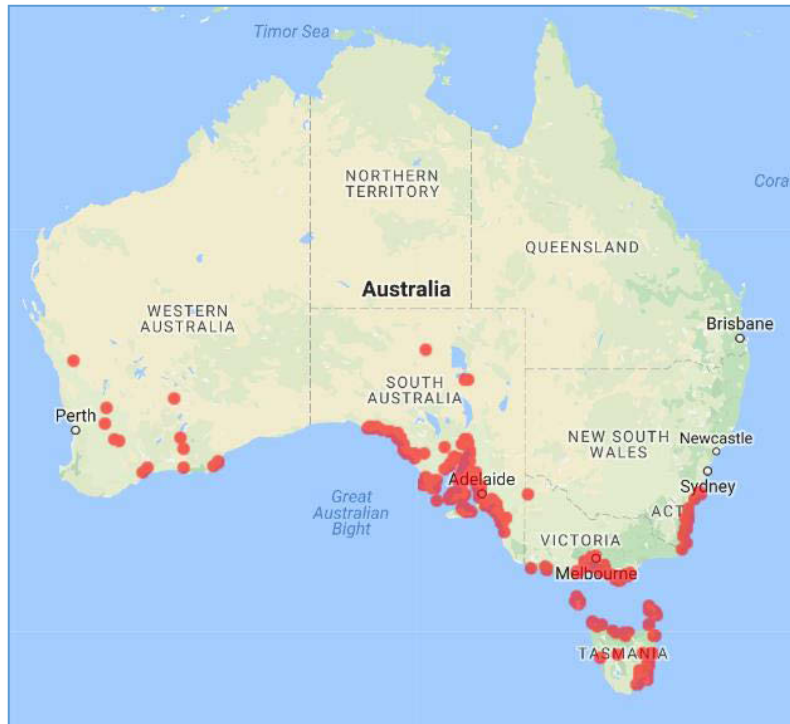 Timor Sea
NORTHERN
TERRITORY
Cora
QUEENSLAND
Australia
WESTERN
AUSTRALIA
Brisbane
SOUTH
AUSTRALIA
Perth
NEW SOUTH
WALES
Newcastle
Adelaide
Sydney
Great
Australian
Bight
ACT
VICTORIA
Melbourne
TASMANIA